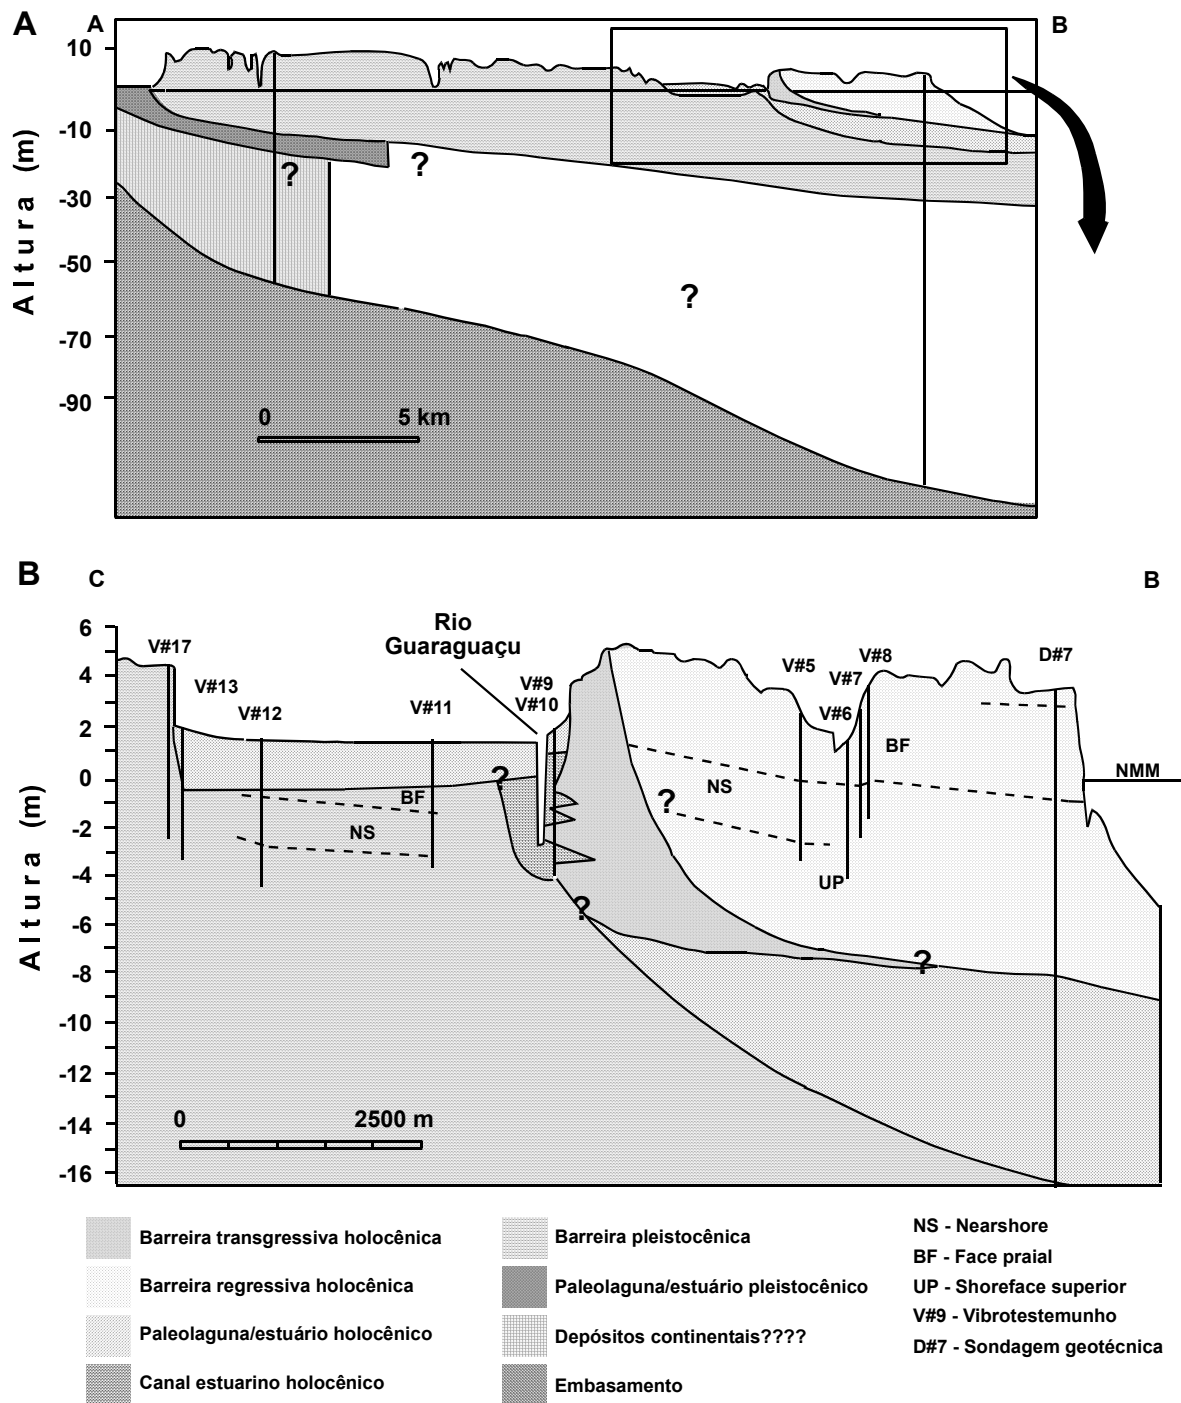 A
A
B
10
-10
-30
-50
-70
-90
Altura (m)
?
?
?
0 5 km
B
C
B
Rio
Guaraguaçu
6
4
2
0
-2
-4
-6
-8
-10
-12
-14
-16
Altura (m)
V#17
V#13
V#12
V#11
V#9
V#10
V#5
V#6
V#7
V#8
D#7
NMM
BF
NS
NS
BF
UP
?
?
?
?
0 2500 m
Barreira transgressiva holocênica
Barreira regressiva holocênica
Paleolaguna/estuário holocênico
Canal estuarino holocênico
Barreira pleistocênica
Paleolaguna/estuário pleistocênico
Depósitos continentais????
Embasamento
NS - Nearshore
BF - Face praial
UP - Shoreface superior
V#9 - Vibrotestemunho
D#7 - Sondagem geotécnica